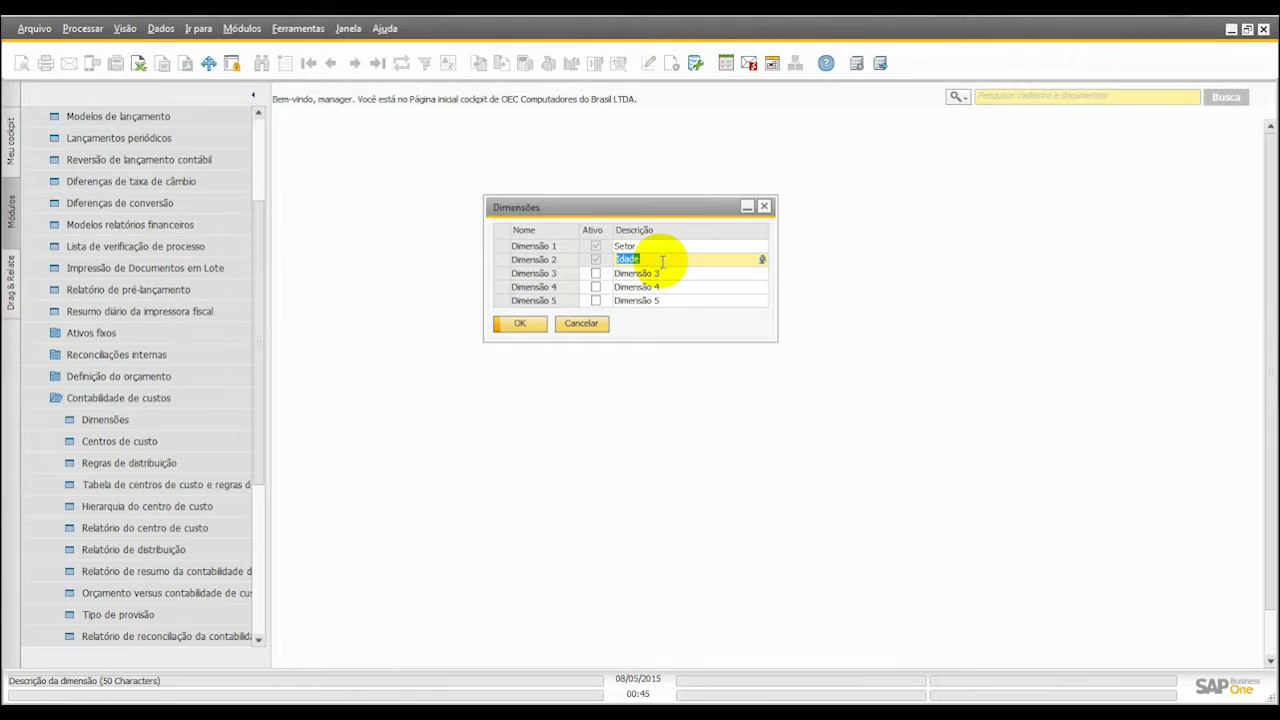 Arquivo Processar Visão Dados Ir para Módulos Ferramentas Janela Ajuda
Bem-vindo, manager. Você está no Página inicial cockpit de OEC Computadores do Brasil LTDA.
Pesquisar cadastro e documentos
Busca
Meu cockpit
Módulos
Drag & Relate
Modelos de lançamento
Lançamentos periódicos
Reversão de lançamento contábil
Diferenças de taxa de câmbio
Diferenças de conversão
Modelos relatórios financeiros
Lista de verificação de processo
Impressão de Documentos em Lote
Relatório de pré-lançamento
Resumo diário da impressora fiscal
Ativos fixos
Reconciliações internas
Definição do orçamento
Contabilidade de custos
Dimensões
Centros de custo
Regras de distribuição
Tabela de centros de custo e regras d
Hierarquia do centro de custo
Relatório do centro de custo
Relatório de distribuição
Relatório de resumo da contabilidade d
Orçamento versus contabilidade de cus
Tipo de provisão
Relatório de reconciliação da contabilida
Dimensões
Nome Ativo Descrição
Dimensão 1 Setor
Dimensão 2 Idade
Dimensão 3 Dimensão 3
Dimensão 4 Dimensão 4
Dimensão 5 Dimensão 5
OK Cancelar
Descrição da dimensão (50 Characters)
08/05/2015
00:45
SAP Business One